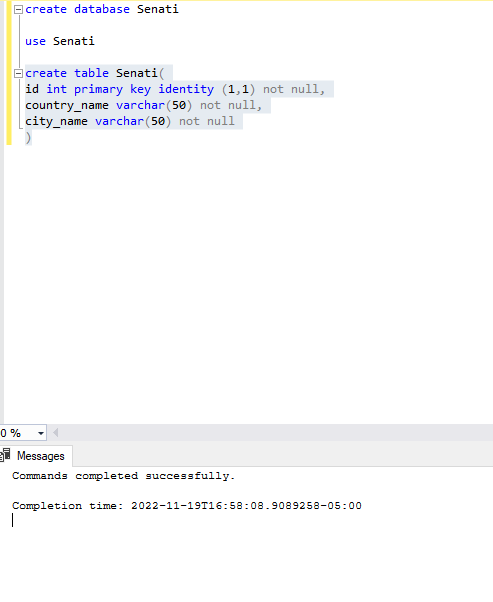 create database Senati
use Senati
create table Senati(
id int primary key identity (1,1) not null,
country_name varchar(50) not null,
city_name varchar(50) not null
)
0 %
Messages
Commands completed successfully.
Completion time: 2022-11-19T16:58:08.9089258-05:00